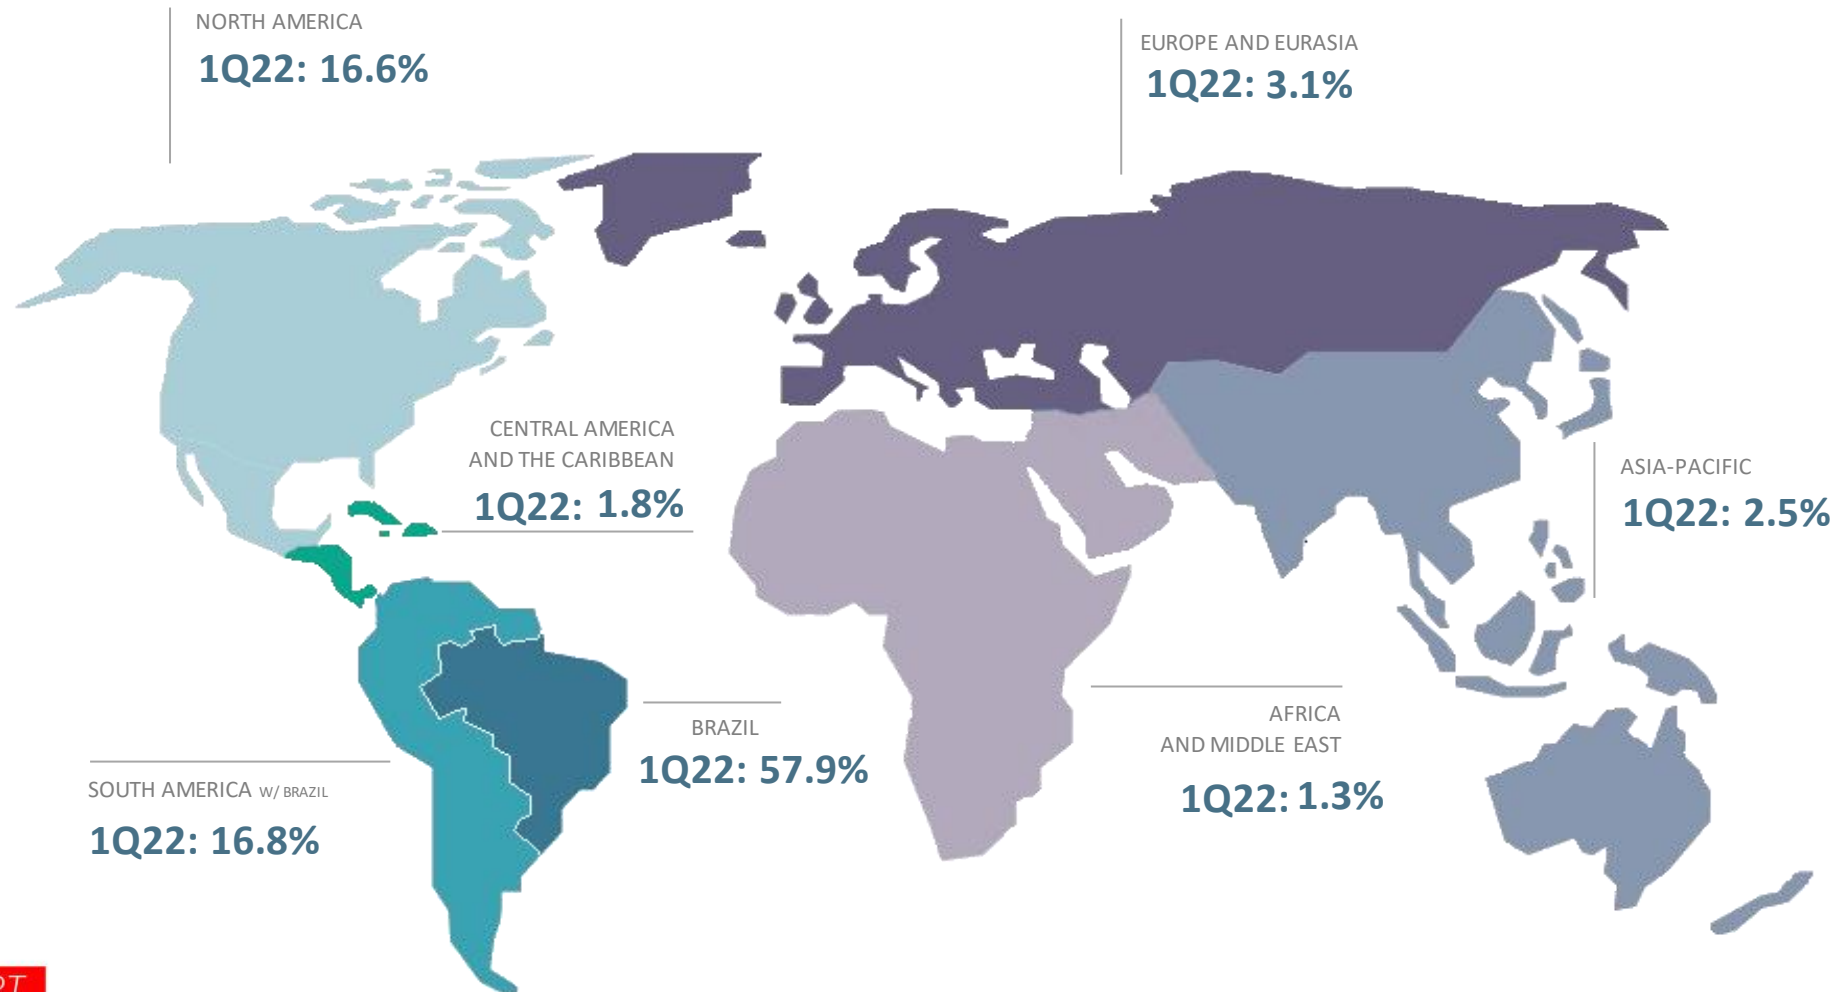 NORTH AMERICA
1Q22: 16.6%
EUROPE AND EURASIA
1Q22: 3.1%
CENTRAL AMERICA
AND THE CARIBBEAN
1Q22: 1.8%
ASIA-PACIFIC
1Q22: 2.5%
BRAZIL
1Q22: 57.9%
AFRICA
AND MIDDLE EAST
1Q22: 1.3%
SOUTH AMERICA W/ BRAZIL
1Q22: 16.8%